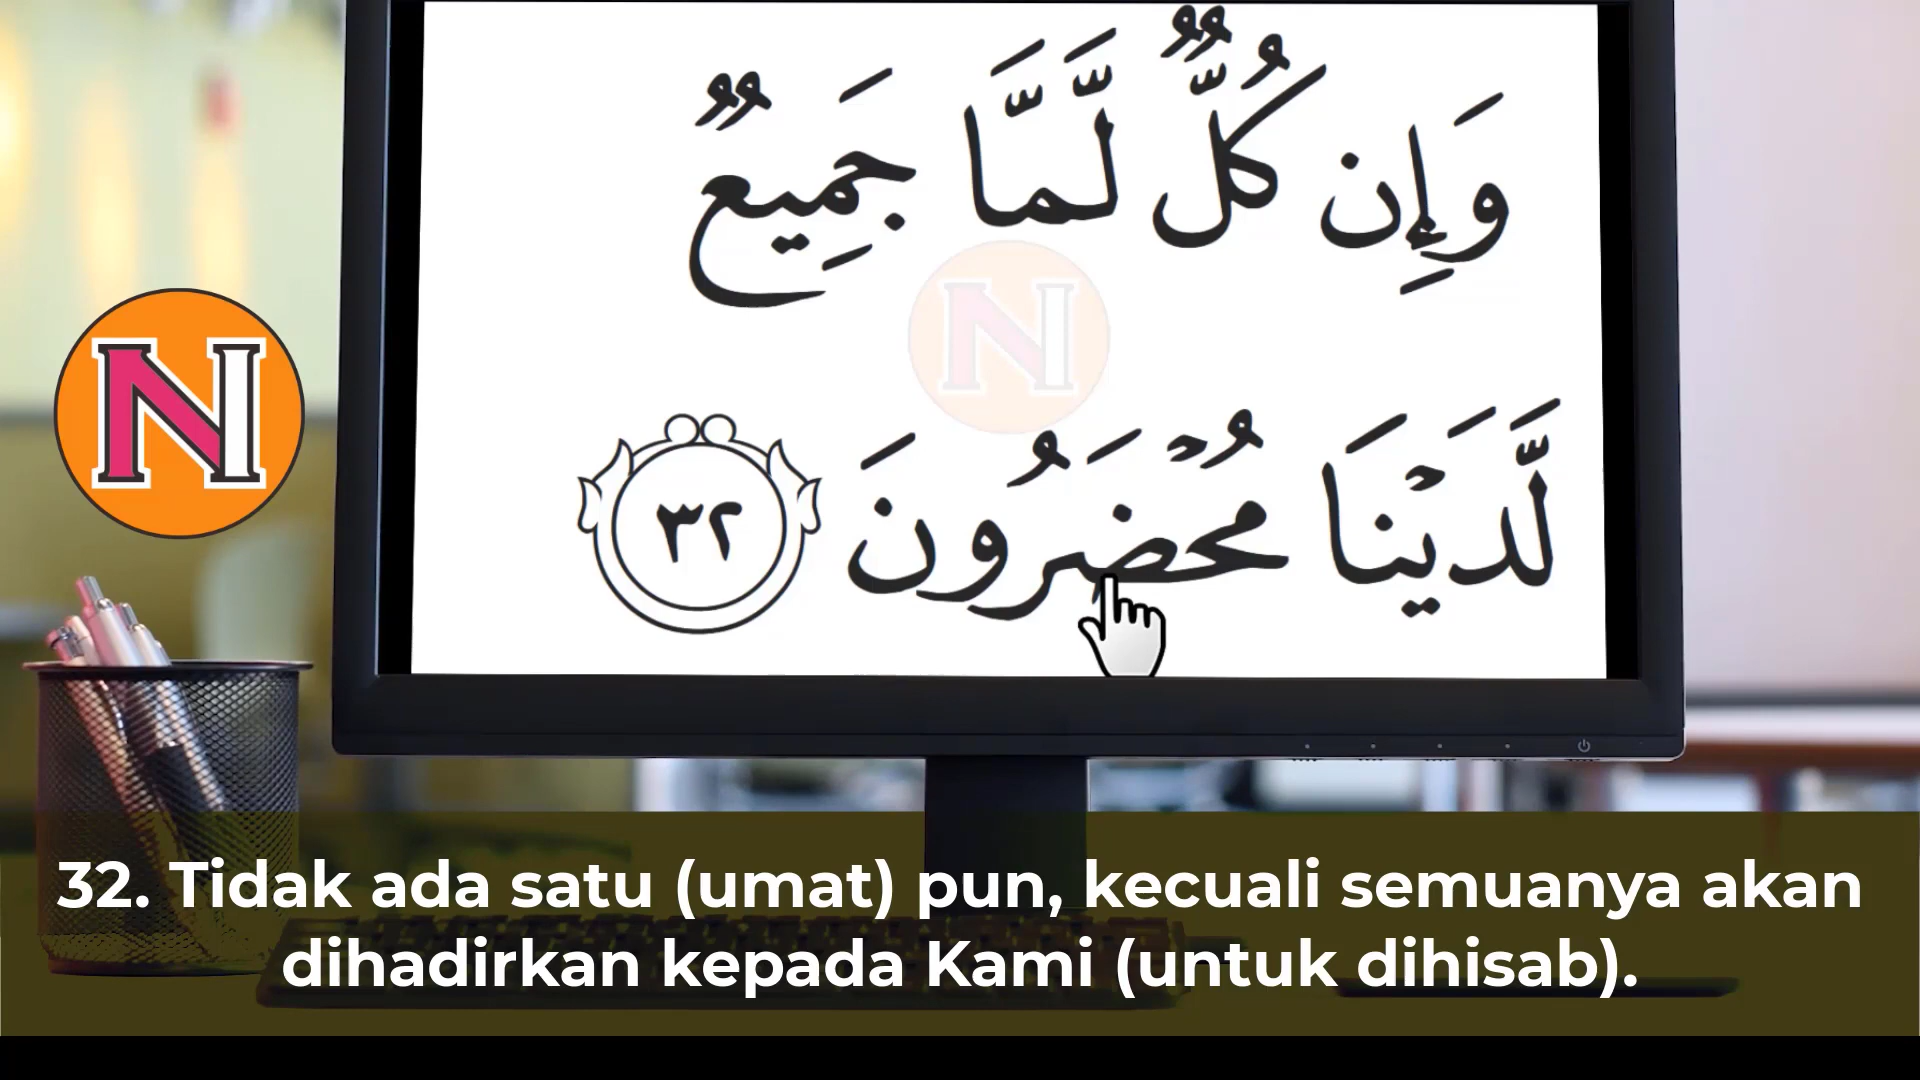 وَإِن كُلٌّ لَّمَّا جَمِيعٌ
لَّدَيْنَا مُحْضَرُونَ ٣٢
N
N
32. Tidak ada satu (umat) pun, kecuali semuanya akan
dihadirkan kepada Kami (untuk dihisab).